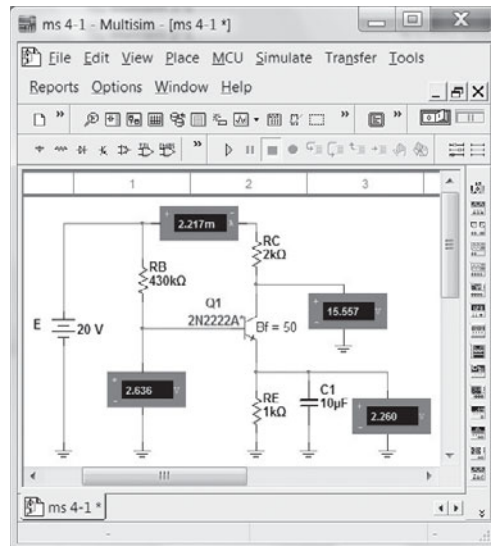 ms 4-1 - Multisim - [ms 4-1 *]
File Edit View Place MCU Simulate Transfer Tools
Reports Options Window Help
1 2 3
2.217m
RC
2kΩ
RB
430kΩ
Q1
2N2222A*
Bf = 50
15.557 V
E
20 V
2.636 V
RE
1kΩ
C1
10µF
2.260 V
ms 4-1 *